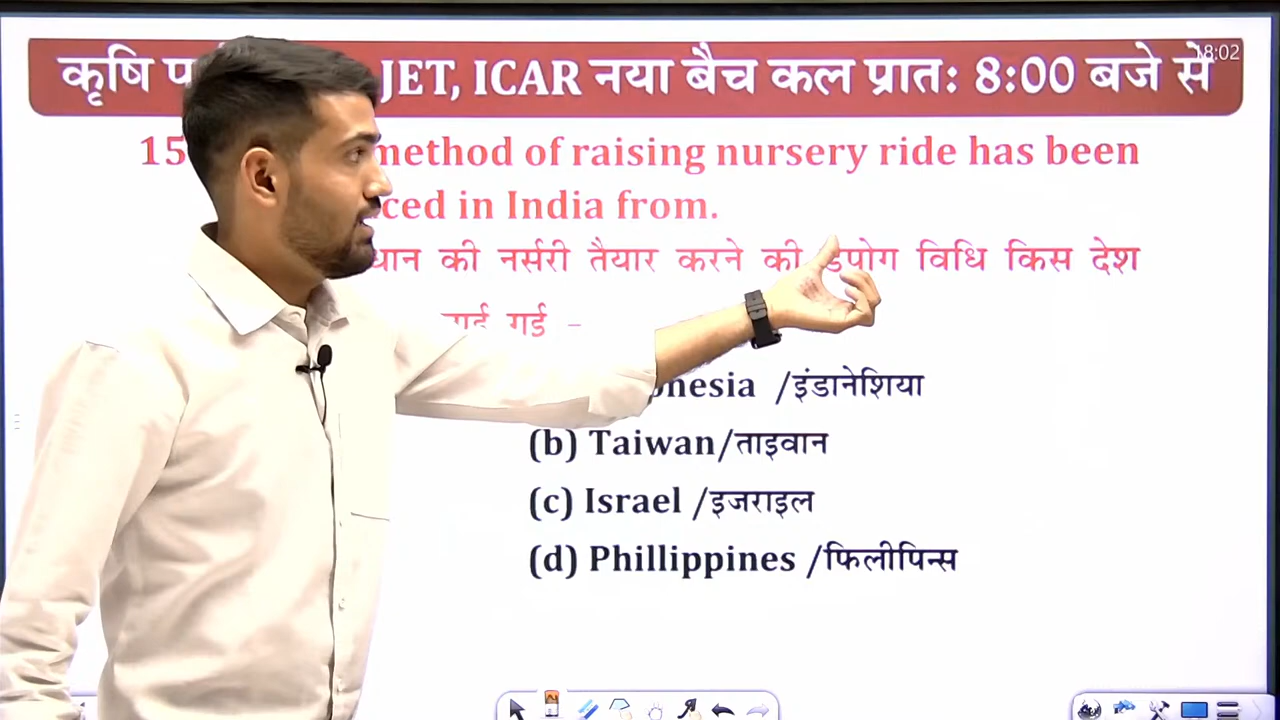 कृषि JET, ICAR नया बैच कल प्रात: 8:00 बजे से
18:02
15 method of raising nursery ride has been
ced in India from.
की नर्सरी तैयार करने की डपोग विधि किस देश
गई –
/इंडानेशिया
(b) Taiwan/ताइवान
(c) Israel /इजराइल
(d) Phillippines /फिलीपिन्स